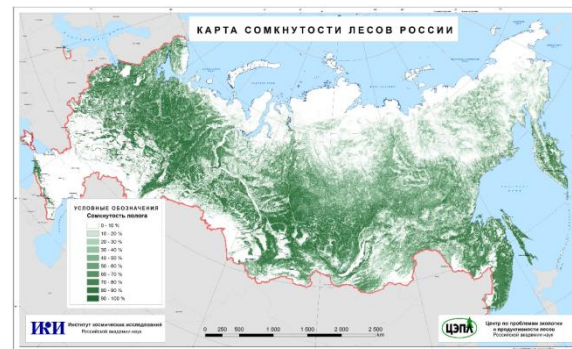 КАРТА СОМКНУТОСТИ ЛЕСОВ РОССИИ
УСЛОВНЫЕ ОБОЗНАЧЕНИЯ
Сомкнутость полога
0 - 10 %
10 - 20 %
20 - 30 %
30 - 40 %
40 - 50 %
50 - 60 %
60 - 70 %
70 - 80 %
80 - 90 %
90 - 100 %
ИКИ
Институт космических исследований
Российской академии наук
0 250 500 1 000 1 500 2 000 2 500
км
ЦЭПЛ
Центр по проблемам экологии
и продуктивности лесов
Российской академии наук